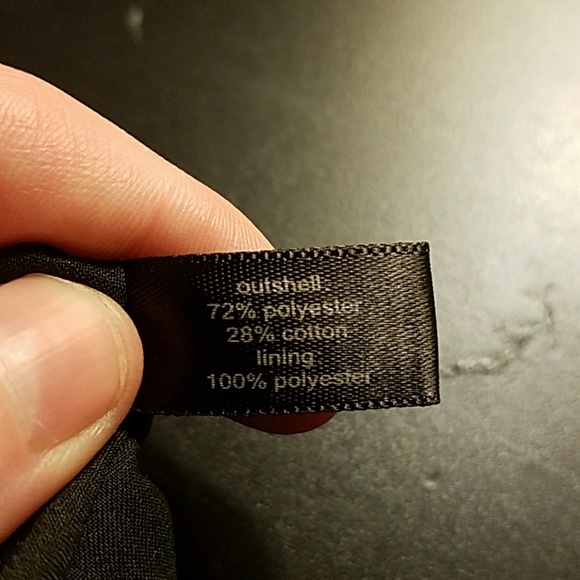 outshell:
72% polyester
28% cotton
lining
100% polyester